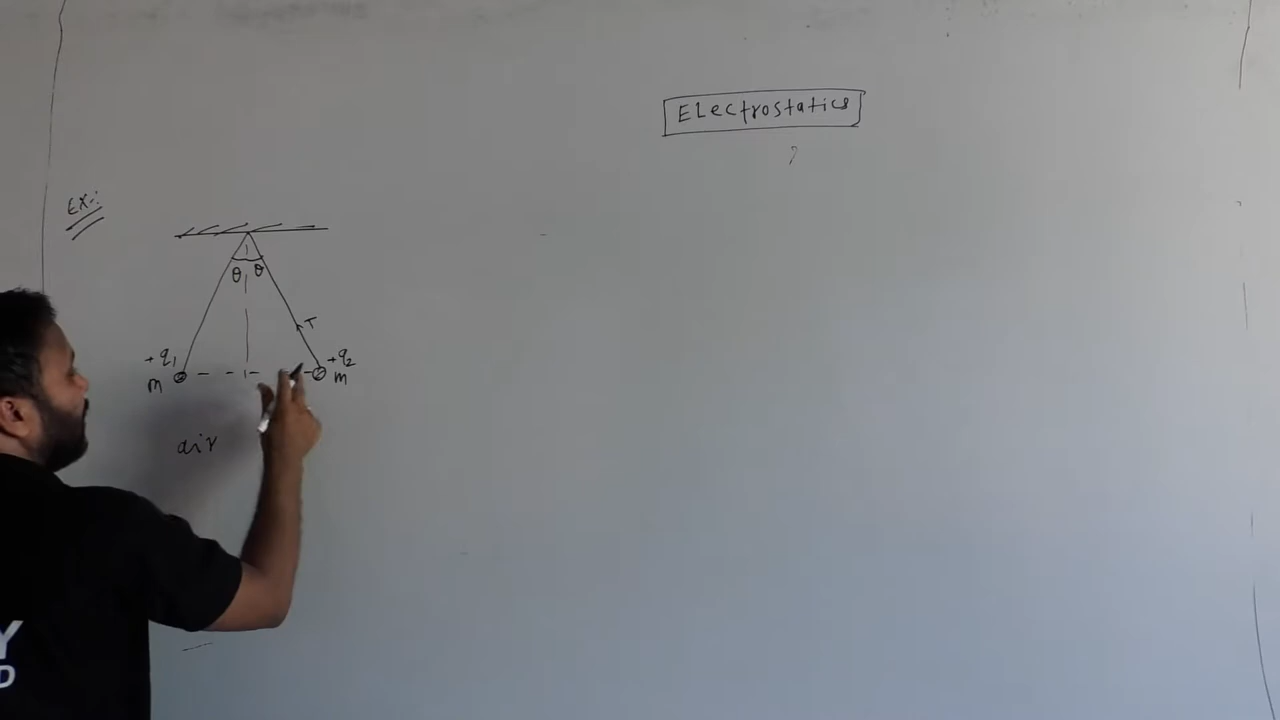 Electrostatics
Ex:-
θ θ
T
+q1 +q2
m m
air
Y
D